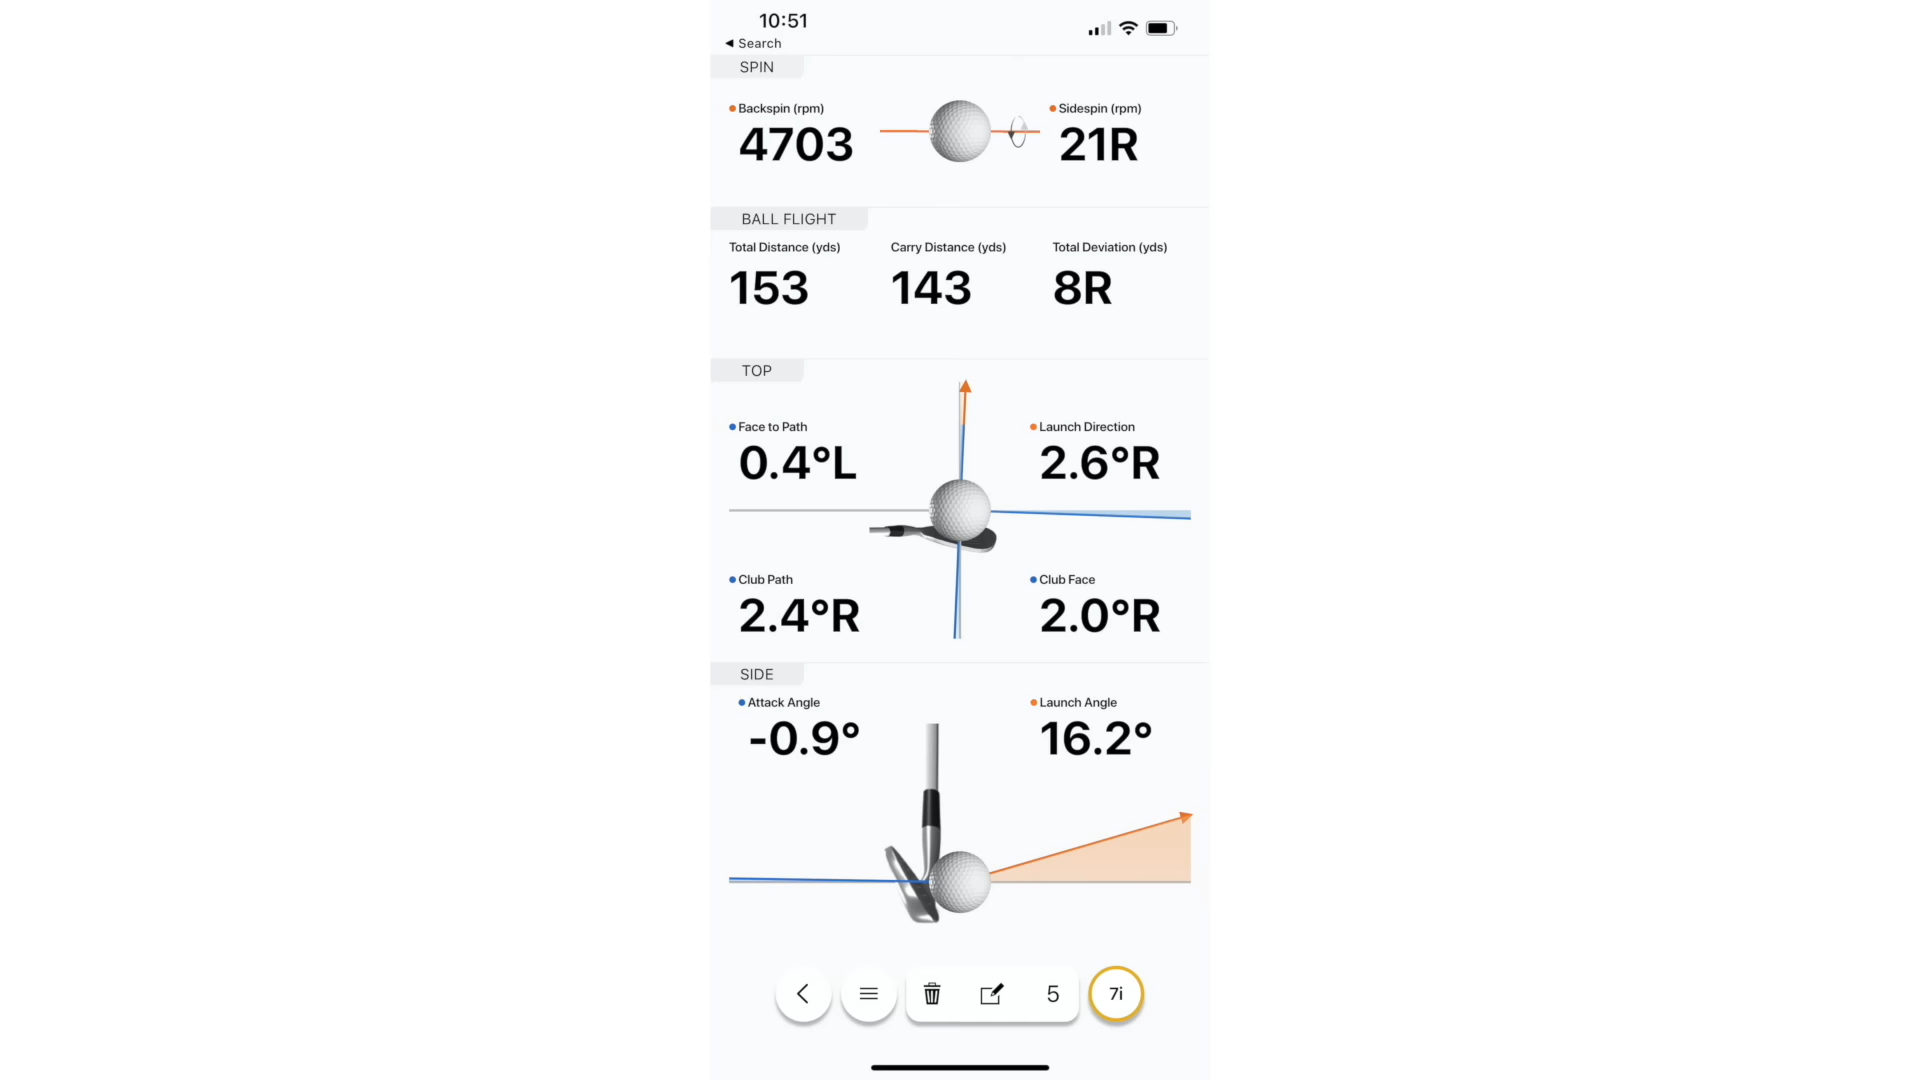 10:51
◀ Search
SPIN
Backspin (rpm)
Sidespin (rpm)
4703
21R
BALL FLIGHT
Total Distance (yds)
Carry Distance (yds)
Total Deviation (yds)
153
143
8R
TOP
Face to Path
Launch Direction
0.4°L
2.6°R
Club Path
Club Face
2.4°R
2.0°R
SIDE
Attack Angle
Launch Angle
-0.9°
16.2°
5
7i